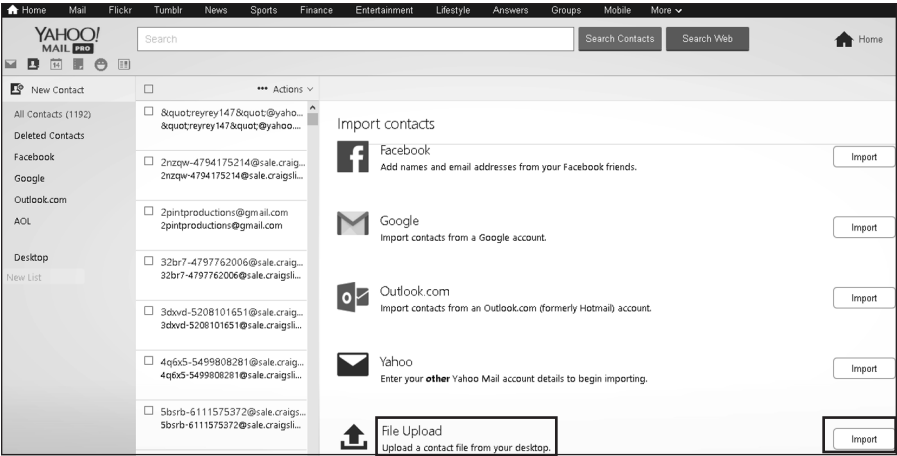 Home Mail Flickr Tumblr News Sports Finance Entertainment Lifestyle Answers Groups Mobile More
YAHOO!
MAIL PRO
Search
Search Contacts
Search Web
Home
14
New Contact
Actions
All Contacts (1192)
Deleted Contacts
Facebook
Google
Outlook.com
AOL
Desktop
New List
&quotreyrey147&quot;@yaho...
&quot;reyrey147&quot;@yahoo....
2nzqw-4794175214@sale.craig...
2nzqw-4794175214@sale.craigsli...
2pintproductions@gmail.com
2pintproductions@gmail.com
32br7-4797762006@sale.craig...
32br7-4797762006@sale.craigsli...
3dxvd-5208101651@sale.craig...
3dxvd-5208101651@sale.craigsli...
4q6x5-5499808281@sale.craig...
4q6x5-5499808281@sale.craigsli...
5bsrb-6111575372@sale.craigs...
5bsrb-6111575372@sale.craigsli...
Import contacts
Facebook
Add names and email addresses from your Facebook friends.
Import
Google
Import contacts from a Google account.
Import
Outlook.com
Import contacts from an Outlook.com (formerly Hotmail) account.
Import
Yahoo
Enter your other Yahoo Mail account details to begin importing.
Import
File Upload
Upload a contact file from your desktop.
Import